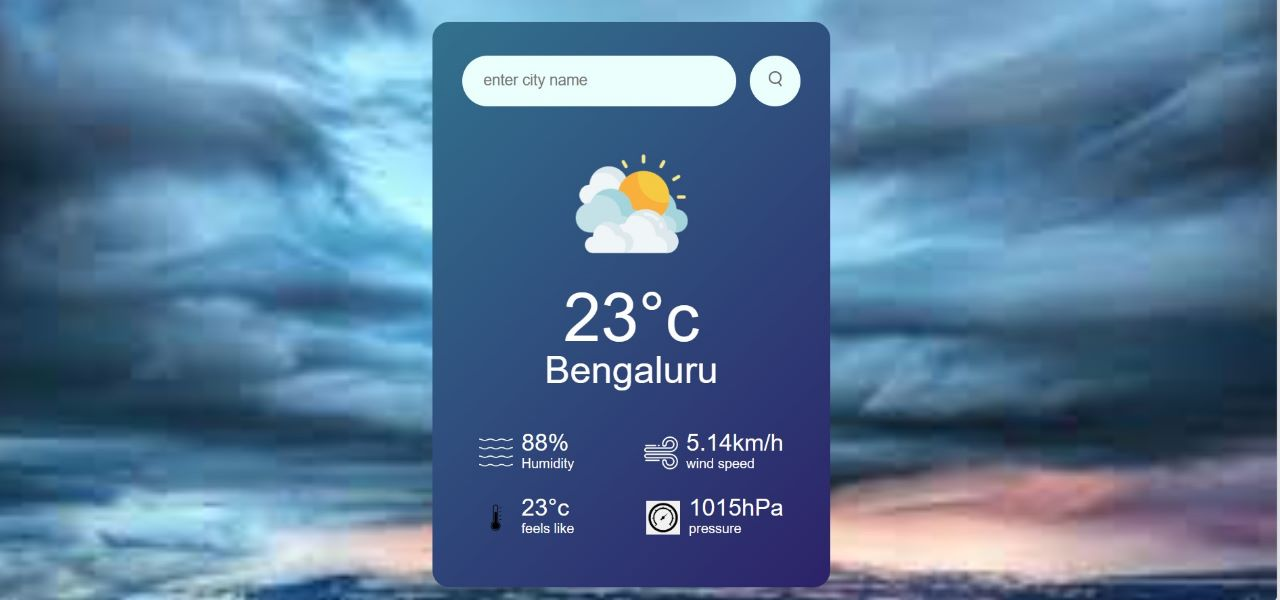 enter city name
23°c
Bengaluru
88%
Humidity
5.14km/h
wind speed
23°c
feels like
1015hPa
pressure